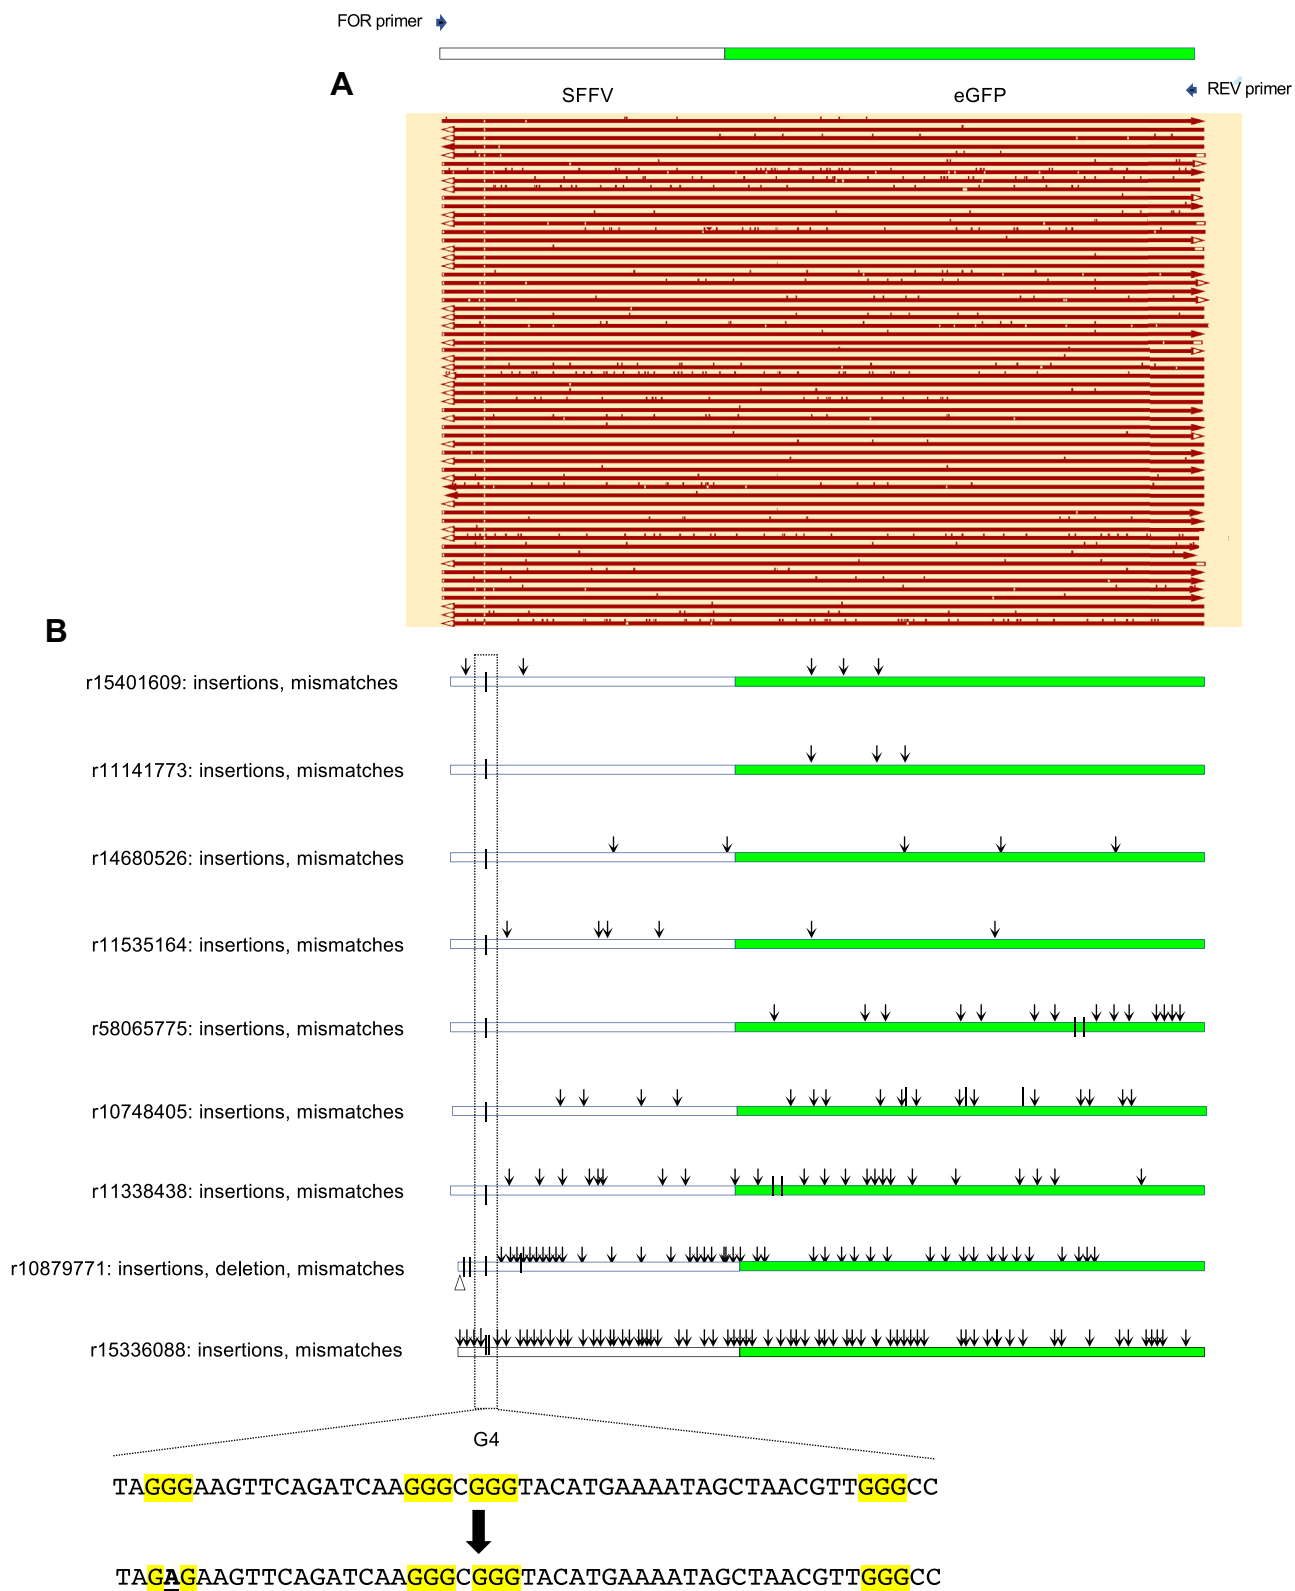 FOR primer
A
SFFV
eGFP
REV primer
B
r15401609: insertions, mismatches
r11141773: insertions, mismatches
r14680526: insertions, mismatches
r11535164: insertions, mismatches
r58065775: insertions, mismatches
r10748405: insertions, mismatches
r11338438: insertions, mismatches
r10879771: insertions, deletion, mismatches
r15336088: insertions, mismatches
G4
TAGGGAAGTTCAGATCAAGGGCGGGTACATGAAAATAGCTAACGTTGGGCC
TAGAGAAGTTCAGATCAAGGGCGGGTACATGAAAATAGCTAACGTTGGGCC